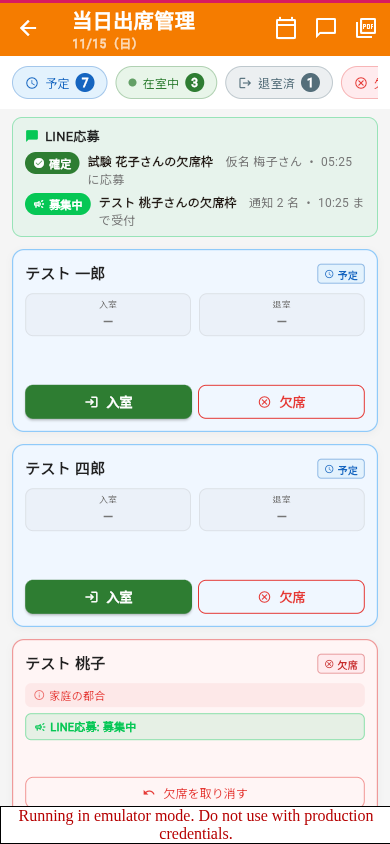 当日出席管理
11/15（日）
PDF
予定 7
在室中 3
退室済 1
LINE応募
確定 試験 花子さんの欠席枠 仮名 梅子さん ・ 05:25
に応募
募集中 テスト 桃子さんの欠席枠 通知 2 名 ・ 10:25 ま
で受付
テスト 一郎
予定
入室 退室
— —
入室 欠席
テスト 四郎
予定
入室 退室
— —
入室 欠席
テスト 桃子
欠席
家庭の都合
LINE応募: 募集中
欠席を取り消す
Running in emulator mode. Do not use with production
credentials.